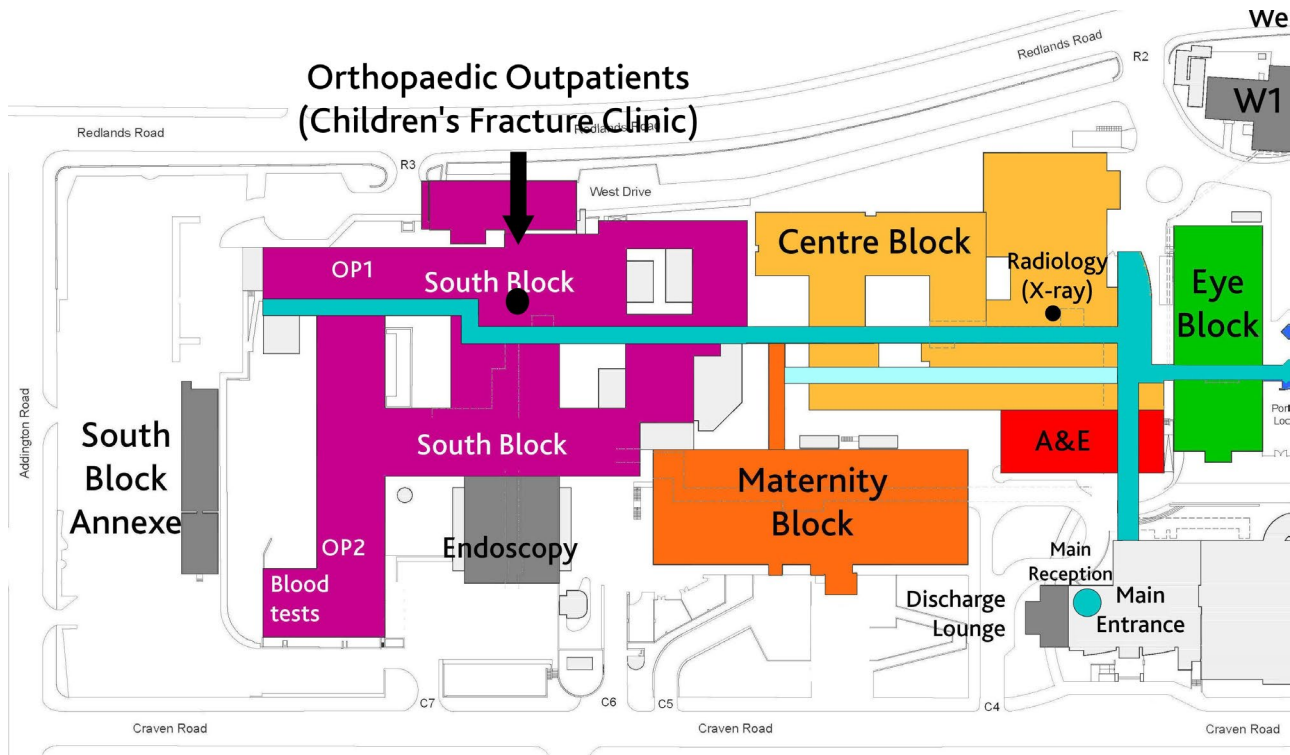 We
Redlands Road
R2
Orthopaedic Outpatients
(Children's Fracture Clinic)
W1
Redlands Road
Redlands Road
R3
West Drive
Centre Block
OP1
South Block
Radiology
(X-ray)
Eye
Block
Addington Road
South
Block
Annexe
South Block
A&E
Maternity
Block
OP2
Endoscopy
Blood
tests
Main
Reception
Discharge
Lounge
Main
Entrance
C7
C6
C5
C4
Craven Road
Craven Road
Craven Road